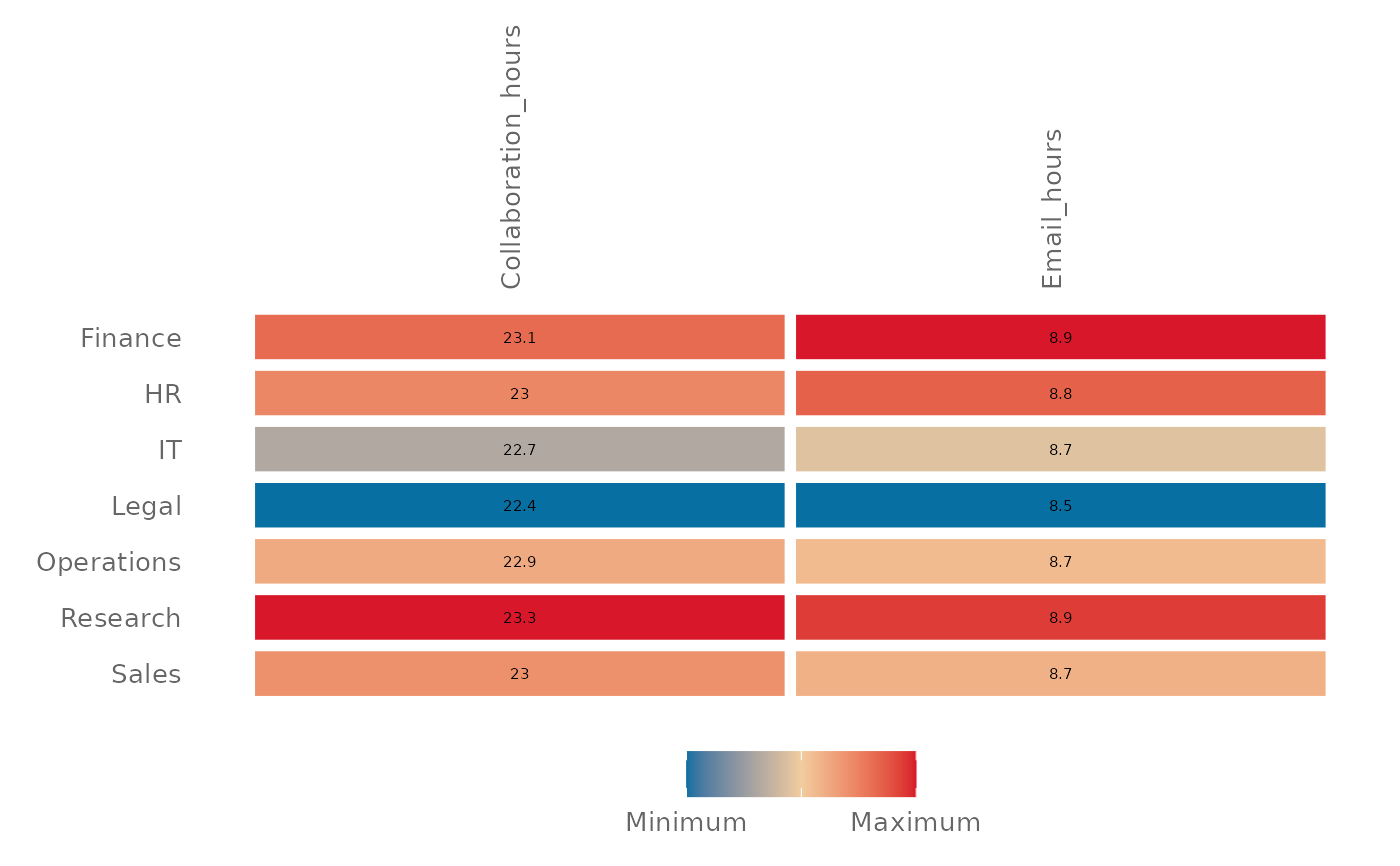 Collaboration_hours
Email_hours
Finance 23.1 8.9
HR 23 8.8
IT 22.7 8.7
Legal 22.4 8.5
Operations 22.9 8.7
Research 23.3 8.9
Sales 23 8.7
Minimum Maximum